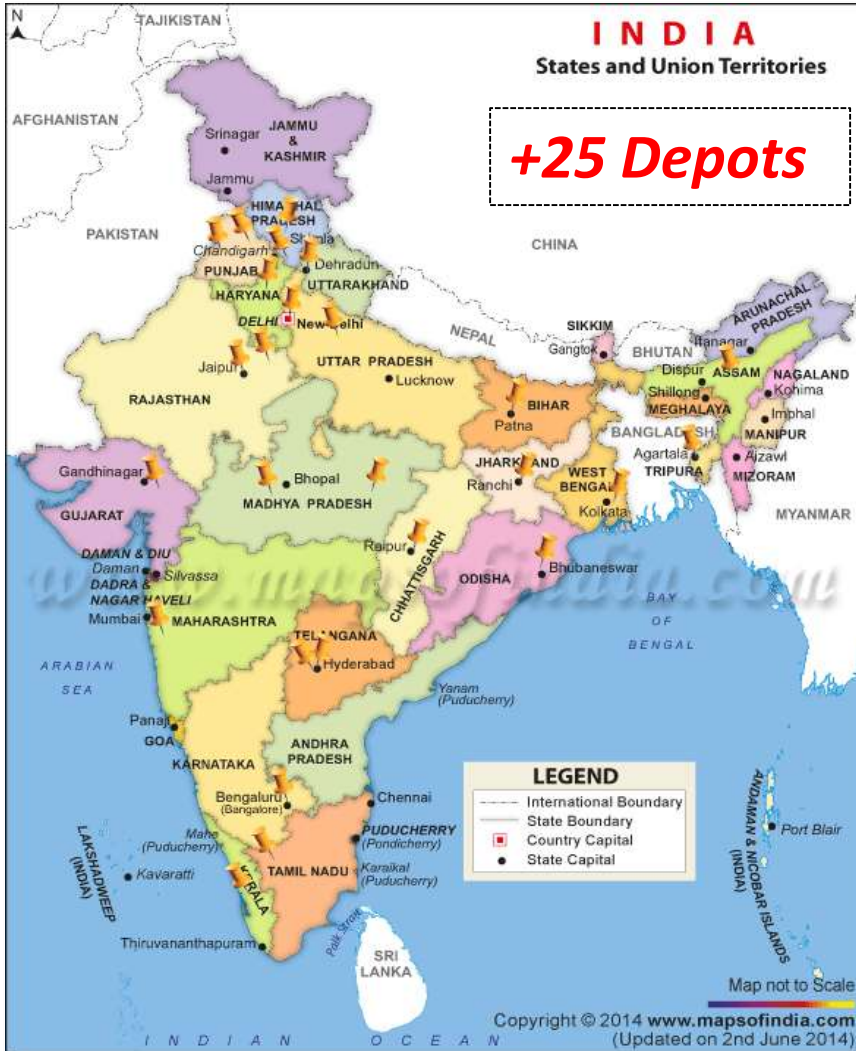 N
TAJIKISTAN
INDIA
States and Union Territories
AFGHANISTAN
+25 Depots
Srinagar
JAMMU
&
KASHMIR
Jammu
PAKISTAN
HIMACHAL
PRADESH
Shimla
CHINA
Chandigarh
PUNJAB
Dehradun
UTTARAKHAND
HARYANA
DELHI
New Delhi
ARUNACHAL
PRADESH
NEPAL
SIKKIM
Itanagar
Gangtok
BHUTAN
UTTAR PRADESH
Jaipur
Lucknow
Dispur
ASSAM
NAGALAND
RAJASTHAN
Shillong
Kohima
BIHAR
MEGHALAYA
Patna
Imphal
BANGLADESH
MANIPUR
Gandhinagar
Bhopal
JHARKHAND
WEST
BENGAL
Agartala
Aizawl
Ranchi
TRIPURA
MIZORAM
MADHYA PRADESH
GUJARAT
Kolkata
MYANMAR
Raipur
CHHATTISGARH
DAMAN & DIU
Daman
Silvassa
ODISHA
Bhubaneswar
DADRA &
NAGAR HAVELI
www.mapsofindia.com
Mumbai
MAHARASHTRA
BAY
OF
BENGAL
TELANGANA
Hyderabad
ARABIAN
SEA
Yanam
(Puducherry)
Panaji
GOA
KARNATAKA
ANDHRA
PRADESH
LEGEND
International Boundary
State Boundary
Country Capital
State Capital
Bengaluru
(Bangalore)
Chennai
Mahe
(Puducherry)
PUDUCHERRY
(Pondicherry)
ANDAMAN & NICOBAR ISLANDS
(INDIA)
Port Blair
LAKSHADWEEP
(INDIA)
Kavaratti
TAMIL NADU
Karaikal
(Puducherry)
KERALA
Palk Strait
Thiruvananthapuram
SRI
LANKA
Map not to Scale
Copyright © 2014 www.mapsofindia.com
INDIAN OCEAN
(Updated on 2nd June 2014)